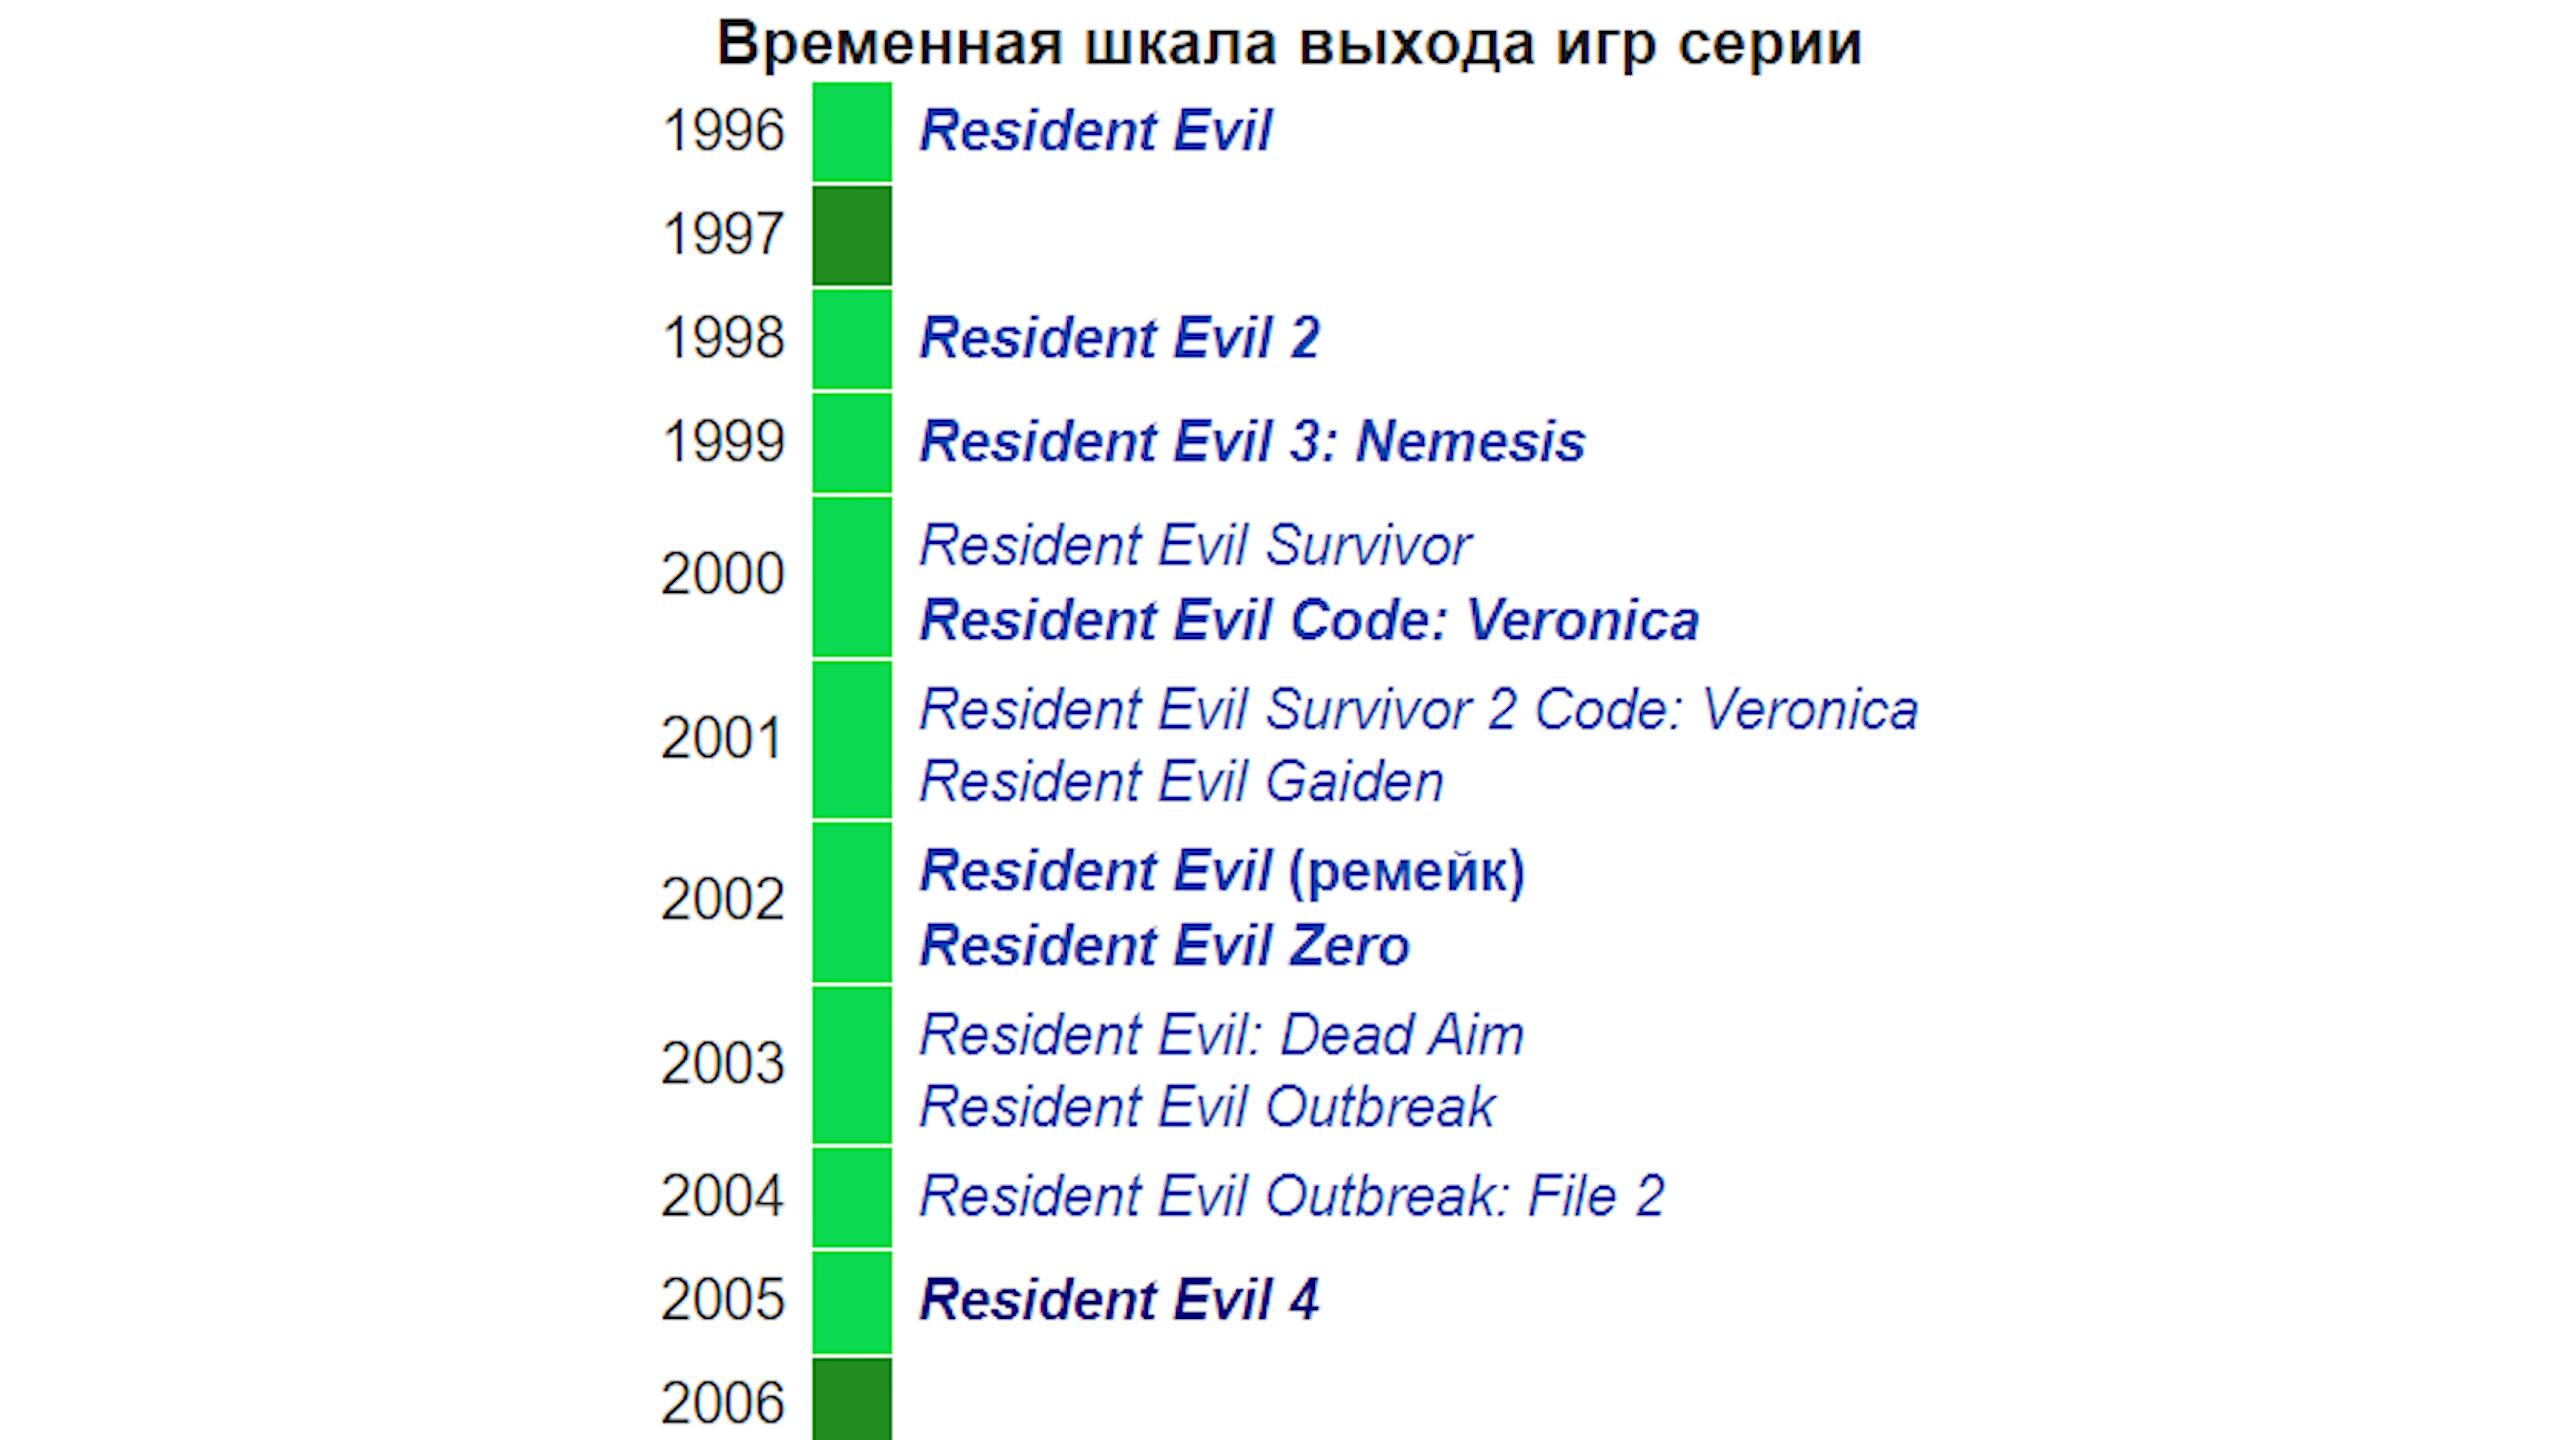 Временная шкала выхода игр серии
1996 Resident Evil
1997
1998 Resident Evil 2
1999 Resident Evil 3: Nemesis
2000 Resident Evil Survivor
Resident Evil Code: Veronica
2001 Resident Evil Survivor 2 Code: Veronica
Resident Evil Gaiden
2002 Resident Evil (ремейк)
Resident Evil Zero
2003 Resident Evil: Dead Aim
Resident Evil Outbreak
2004 Resident Evil Outbreak: File 2
2005 Resident Evil 4
2006